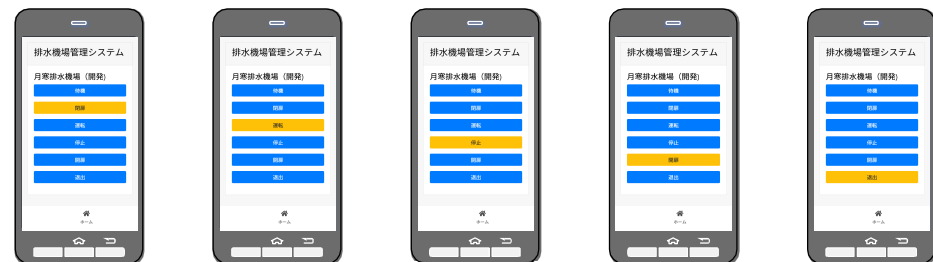 排水機場管理システム
月寒排水機場（開発)
待機
閉扉
運転
停止
開扉
退出
ホーム
排水機場管理システム
月寒排水機場（開発)
待機
閉扉
運転
停止
開扉
退出
ホーム
排水機場管理システム
月寒排水機場（開発)
待機
閉扉
運転
停止
開扉
退出
ホーム
排水機場管理システム
月寒排水機場（開発)
待機
閉扉
運転
停止
開扉
退出
ホーム
排水機場管理システム
月寒排水機場（開発)
待機
閉扉
運転
停止
開扉
退出
ホーム